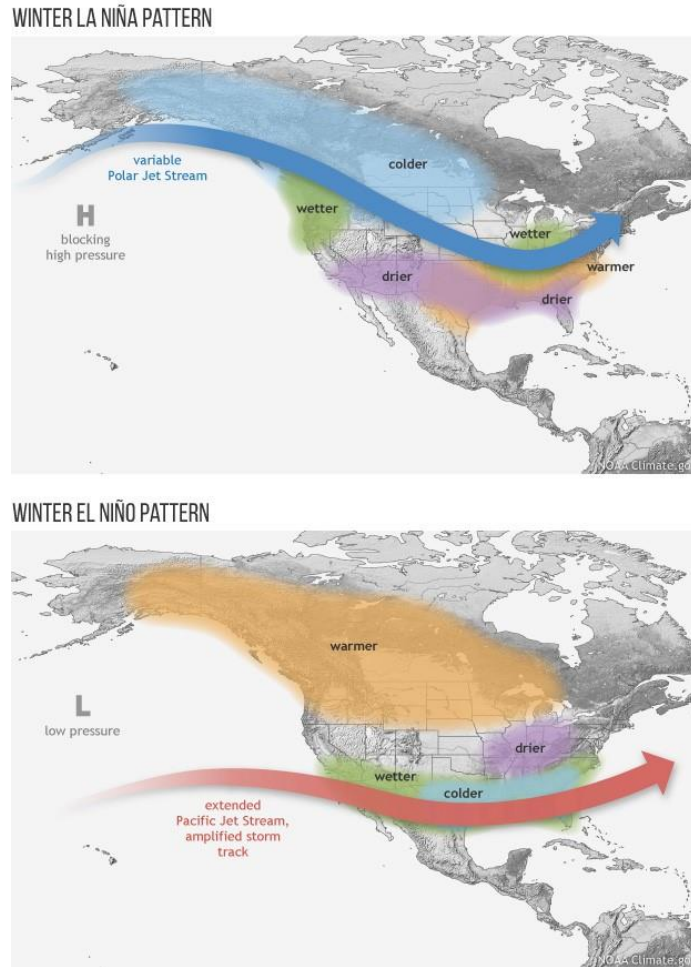 WINTER LA NIÑA PATTERN
variable
Polar Jet Stream
colder
H
blocking
high pressure
wetter
wetter
warmer
drier
drier
NOAA Climate.go
WINTER EL NIÑO PATTERN
warmer
L
low pressure
drier
wetter
colder
extended
Pacific Jet Stream,
amplified storm
track
NOAA Climate.go